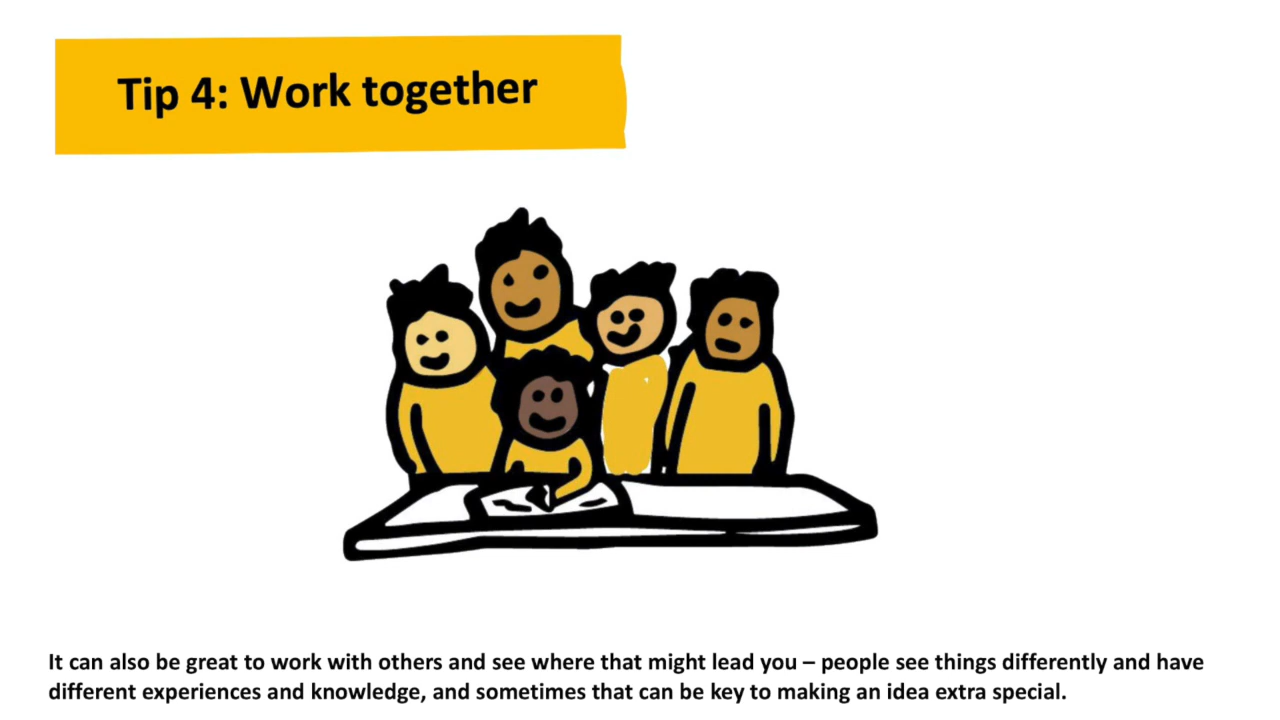 Tip 4: Work together
It can also be great to work with others and see where that might lead you – people see things differently and have
different experiences and knowledge, and sometimes that can be key to making an idea extra special.